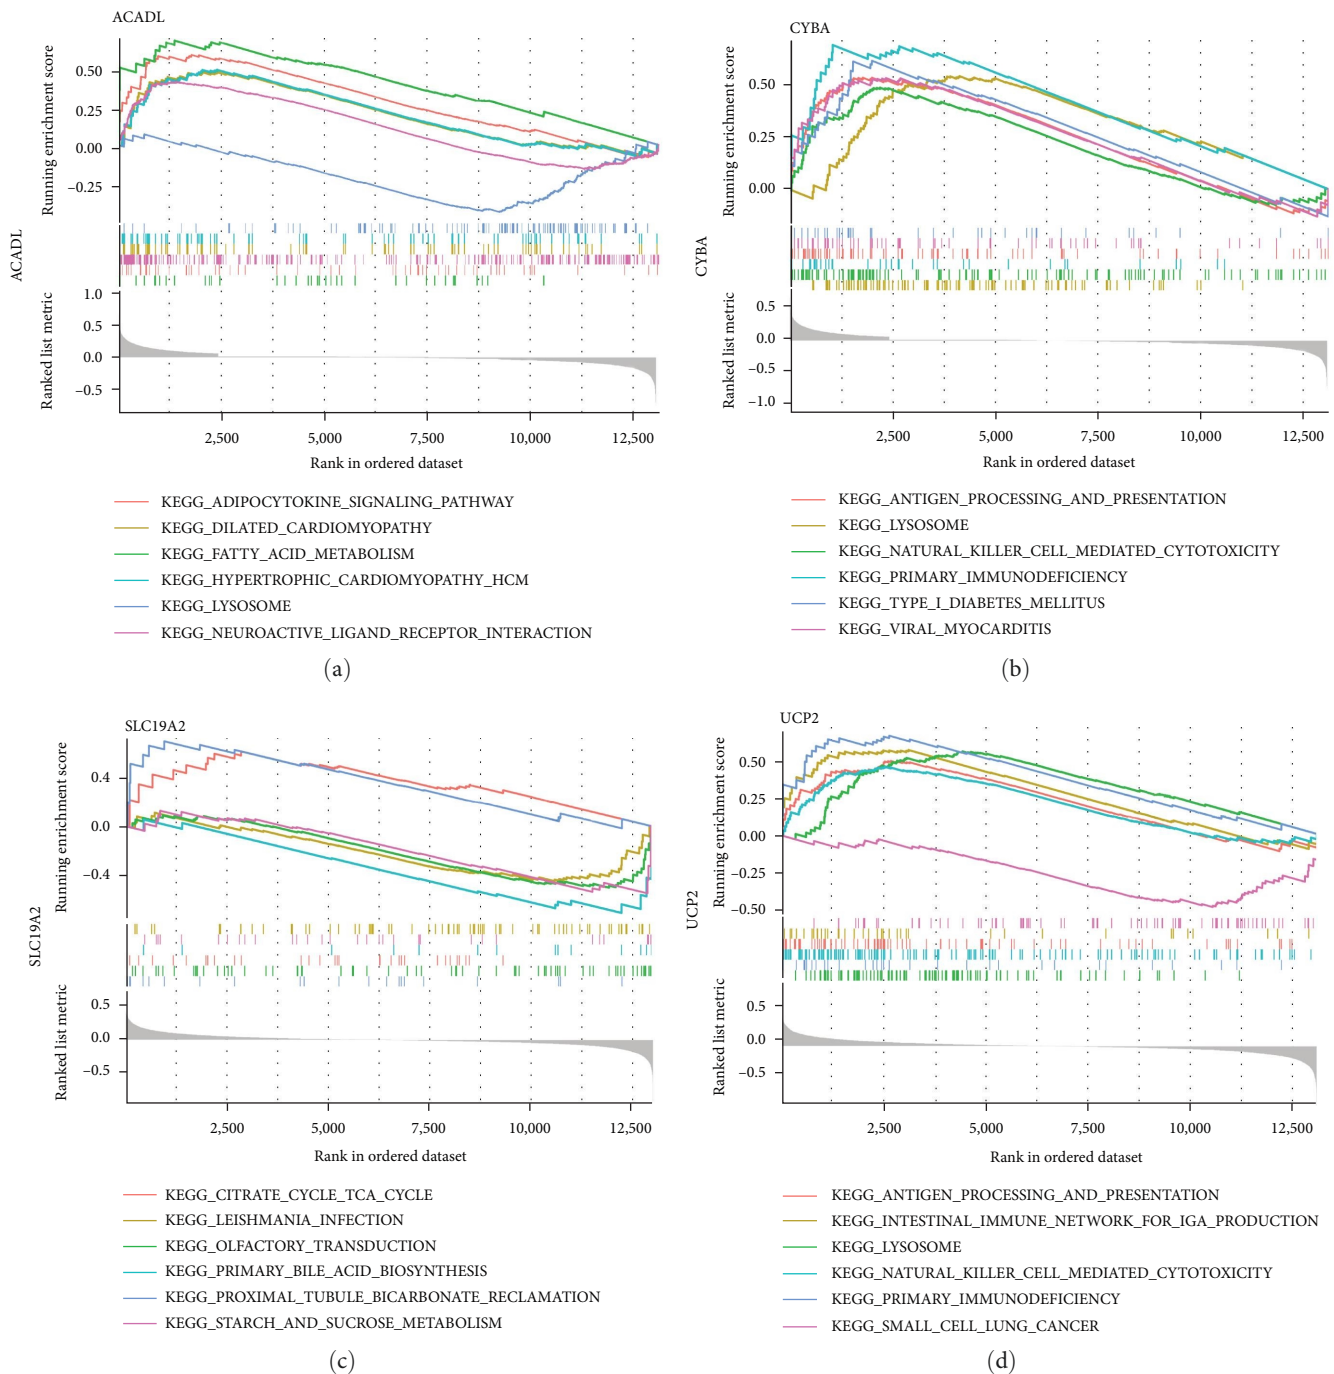 ACADL
Running enrichment score
0.50
0.25
0.00
−0.25
ACADL
Ranked list metric
1.0
0.5
0.0
−0.5
2,500
5,000
7,500
10,000
12,500
Rank in ordered dataset
KEGG_ADIPOCYTOKINE_SIGNALING_PATHWAY
KEGG_DILATED_CARDIOMYOPATHY
KEGG_FATTY_ACID_METABOLISM
KEGG_HYPERTROPHIC_CARDIOMYOPATHY_HCM
KEGG_LYSOSOME
KEGG_NEUROACTIVE_LIGAND_RECEPTOR_INTERACTION
(a)
CYBA
Running enrichment score
0.50
0.25
0.00
CYBA
Ranked list metric
0.5
0.0
−0.5
−1.0
2,500
5,000
7,500
10,000
12,500
Rank in ordered dataset
KEGG_ANTIGEN_PROCESSING_AND_PRESENTATION
KEGG_LYSOSOME
KEGG_NATURAL_KILLER_CELL_MEDIATED_CYTOTOXICITY
KEGG_PRIMARY_IMMUNODEFICIENCY
KEGG_TYPE_I_DIABETES_MELLITUS
KEGG_VIRAL_MYOCARDITIS
(b)
SLC19A2
Running enrichment score
0.4
0.0
−0.4
SLC19A2
Ranked list metric
0.5
0.0
−0.5
2,500
5,000
7,500
10,000
12,500
Rank in ordered dataset
KEGG_CITRATE_CYCLE_TCA_CYCLE
KEGG_LEISHMANIA_INFECTION
KEGG_OLFACTORY_TRANSDUCTION
KEGG_PRIMARY_BILE_ACID_BIOSYNTHESIS
KEGG_PROXIMAL_TUBULE_BICARBONATE_RECLAMATION
KEGG_STARCH_AND_SUCROSE_METABOLISM
(c)
UCP2
Running enrichment score
0.50
0.25
0.00
−0.25
−0.50
UCP2
Ranked list metric
0.5
0.0
−0.5
2,500
5,000
7,500
10,000
12,500
Rank in ordered dataset
KEGG_ANTIGEN_PROCESSING_AND_PRESENTATION
KEGG_INTESTINAL_IMMUNE_NETWORK_FOR_IGA_PRODUCTION
KEGG_LYSOSOME
KEGG_NATURAL_KILLER_CELL_MEDIATED_CYTOTOXICITY
KEGG_PRIMARY_IMMUNODEFICIENCY
KEGG_SMALL_CELL_LUNG_CANCER
(d)